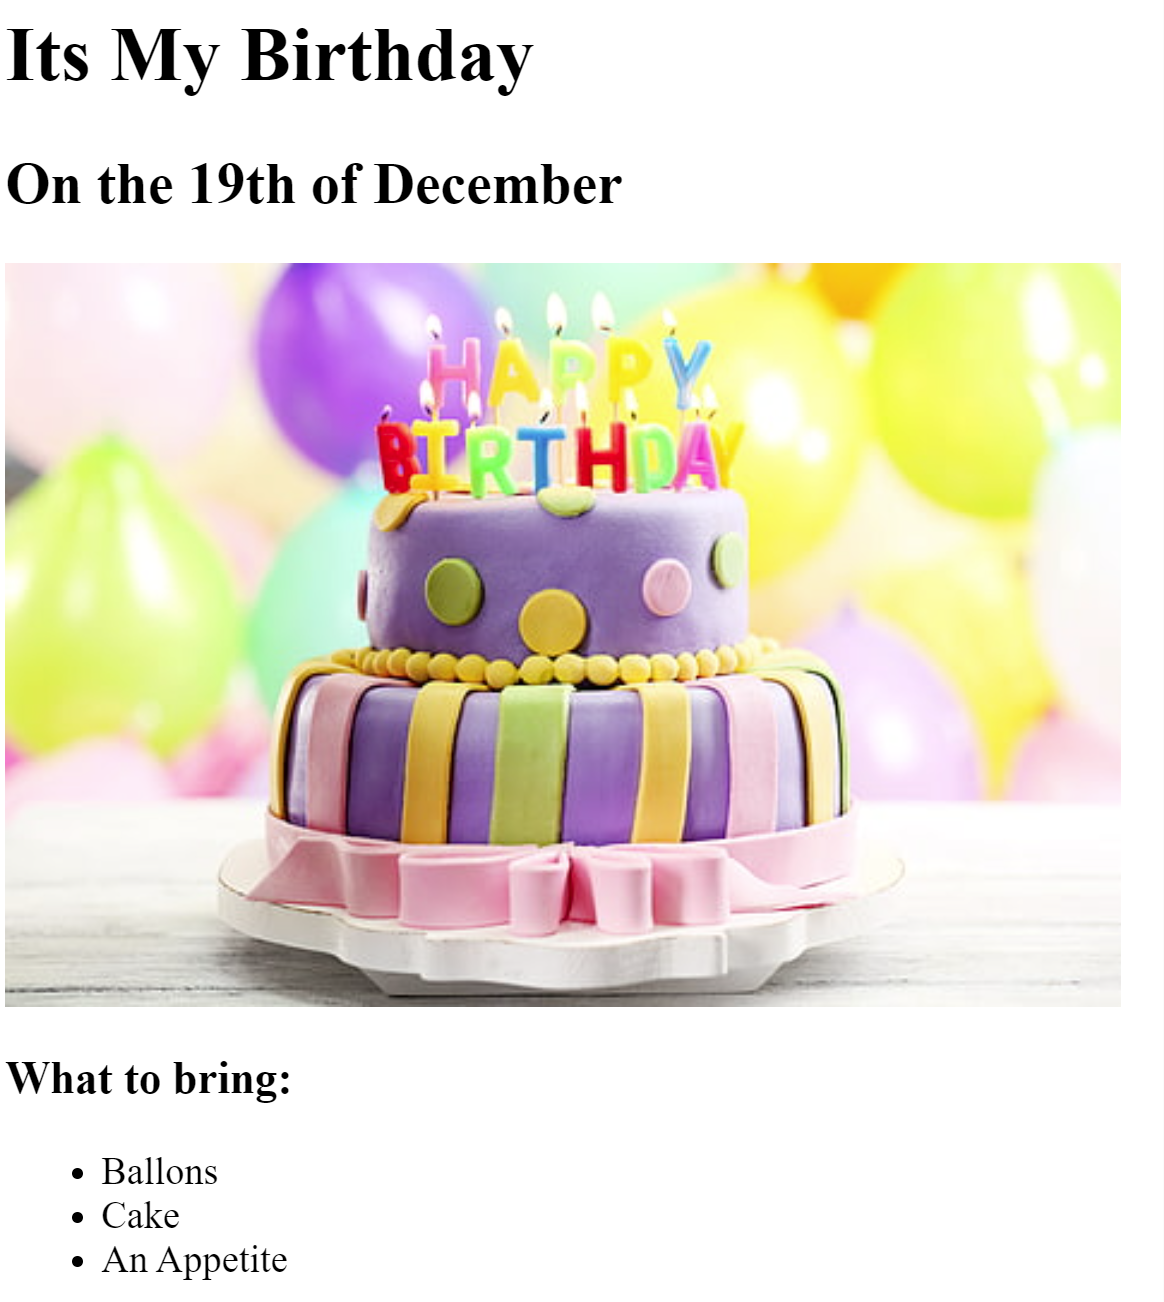 Its My Birthday
On the 19th of December
HAPPY
BIRTHDAY
What to bring:
Ballons
Cake
An Appetite